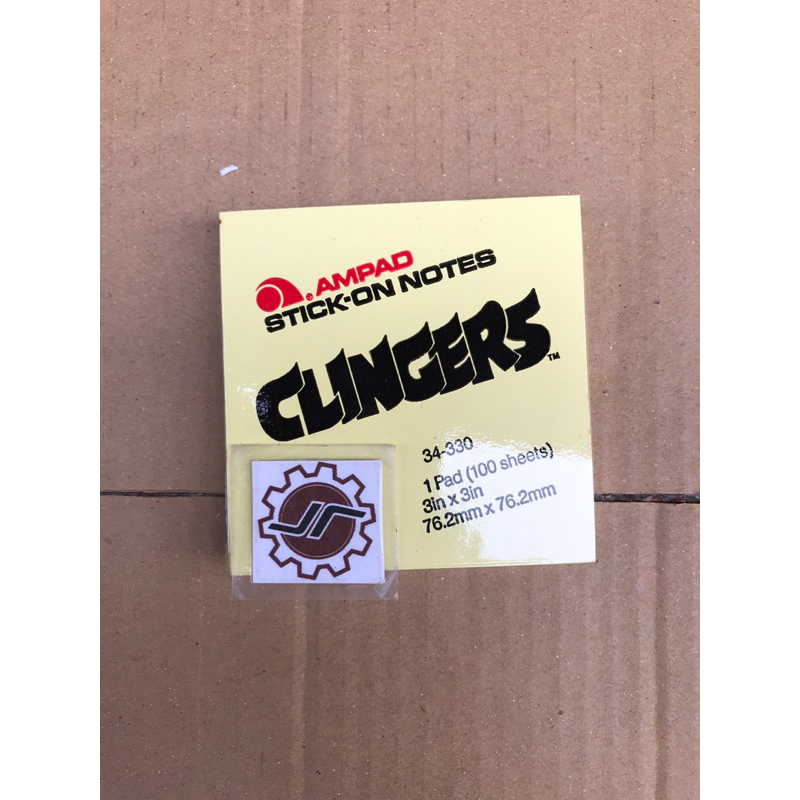 AMPAD
STICK-ON NOTES
CLINGERS™
34-330
1 Pad (100 sheets)
3in x 3in
76.2mm x 76.2mm